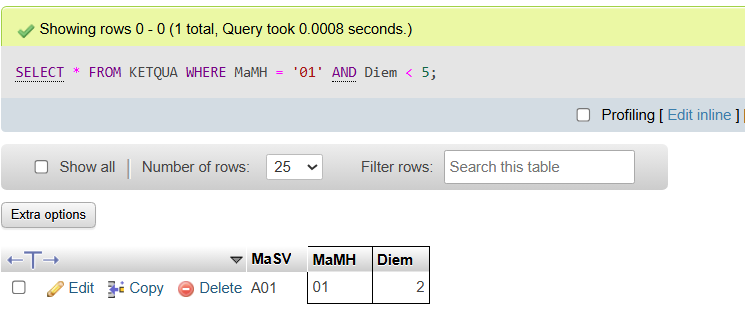 Showing rows 0 - 0 (1 total, Query took 0.0008 seconds.)
SELECT * FROM KETQUA WHERE MaMH = '01' AND Diem < 5;
Profiling [ Edit inline ]
Show all | Number of rows: 25 Filter rows: Search this table
Extra options
←T→ MaSV MaMH Diem
Edit Copy Delete A01 01 2